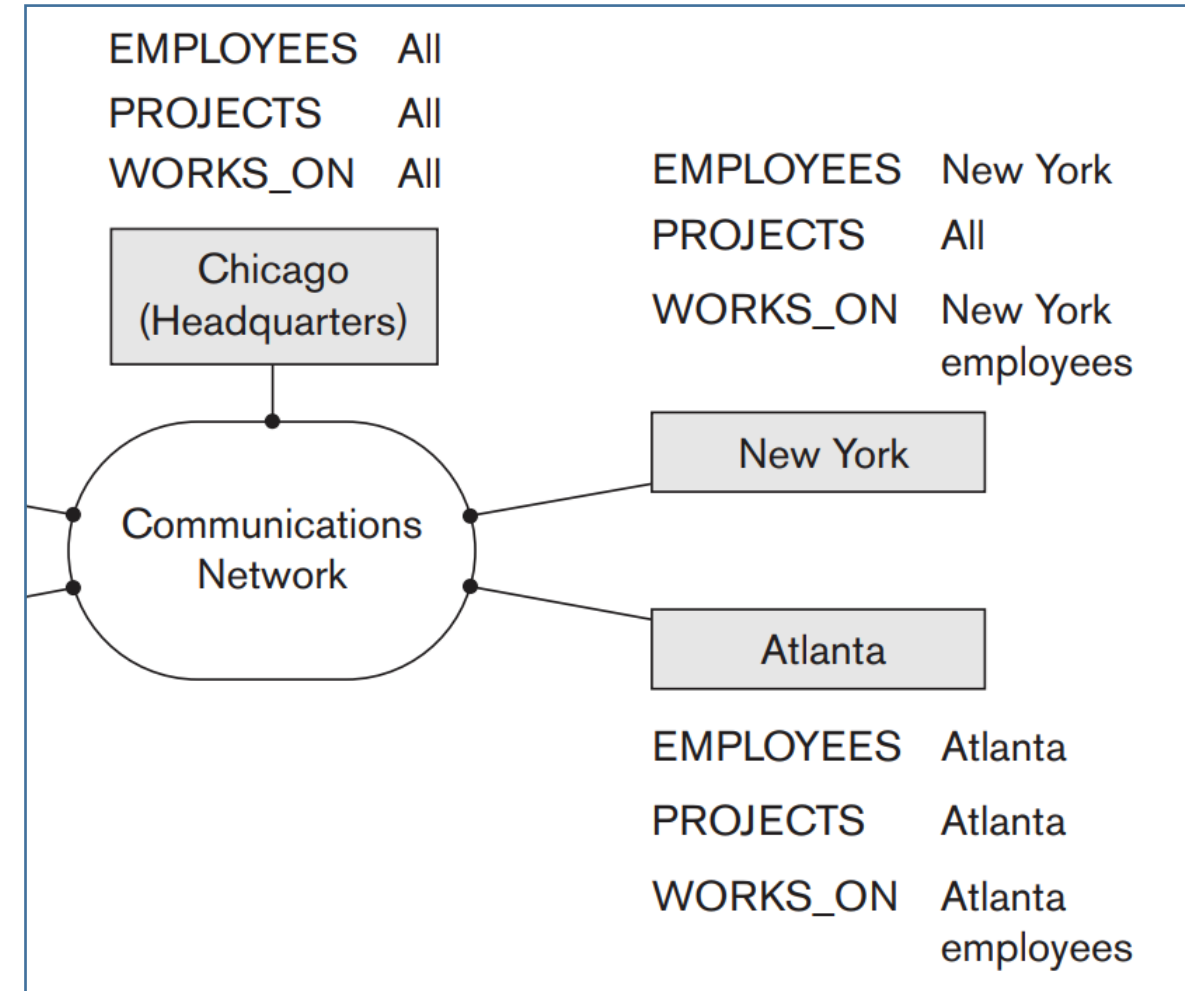 EMPLOYEES All
PROJECTS All
WORKS_ON All
Chicago
(Headquarters)
EMPLOYEES New York
PROJECTS All
WORKS_ON New York
employees
New York
Communications
Network
Atlanta
EMPLOYEES Atlanta
PROJECTS Atlanta
WORKS_ON Atlanta
employees